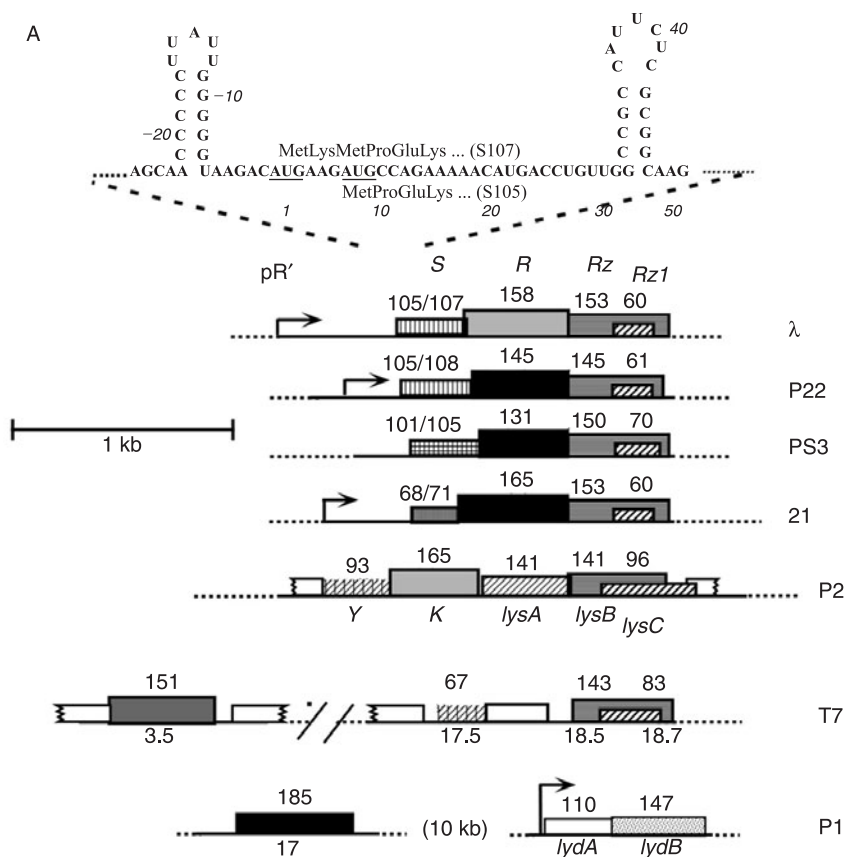 A
A
U U
U U
C G
C G −10
C G
C G
−20 C G
C G
U
U C 40
A U
C C
C G
G C
C G
C G
MetLysMetProGluLys ... (S107)
AGCAA UAAGACAUGAAGAUGCCAGAAAAACAUGACCUGUUGG CAAG
MetProGluLys ... (S105)
1 10 20 30 50
pR′ S R Rz Rz1
105/107 158 153 60
λ
105/108 145 145 61
P22
101/105 131 150 70
PS3
1 kb
68/71 165 153 60
21
93 165 141 141 96
P2
Y K lysA lysB lysC
151 67 143 83
T7
3.5 17.5 18.5 18.7
185 (10 kb) 110 147
P1
17 lydA lydB